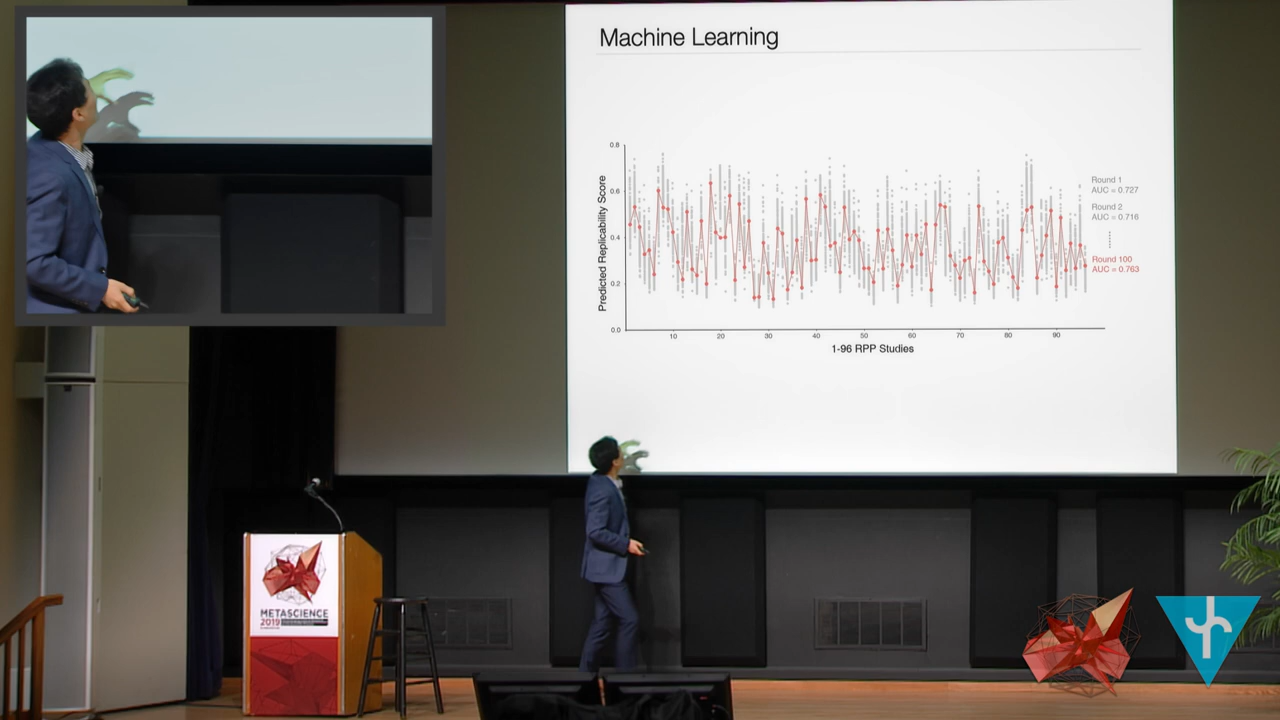 Machine Learning
0.8
0.6
0.4
0.2
0.0
Predicted Replicability Score
10 20 30 40 50 60 70 80 90
1-96 RPP Studies
Round 1
AUC = 0.727
Round 2
AUC = 0.716
Round 100
AUC = 0.763
METASCIENCE
2019